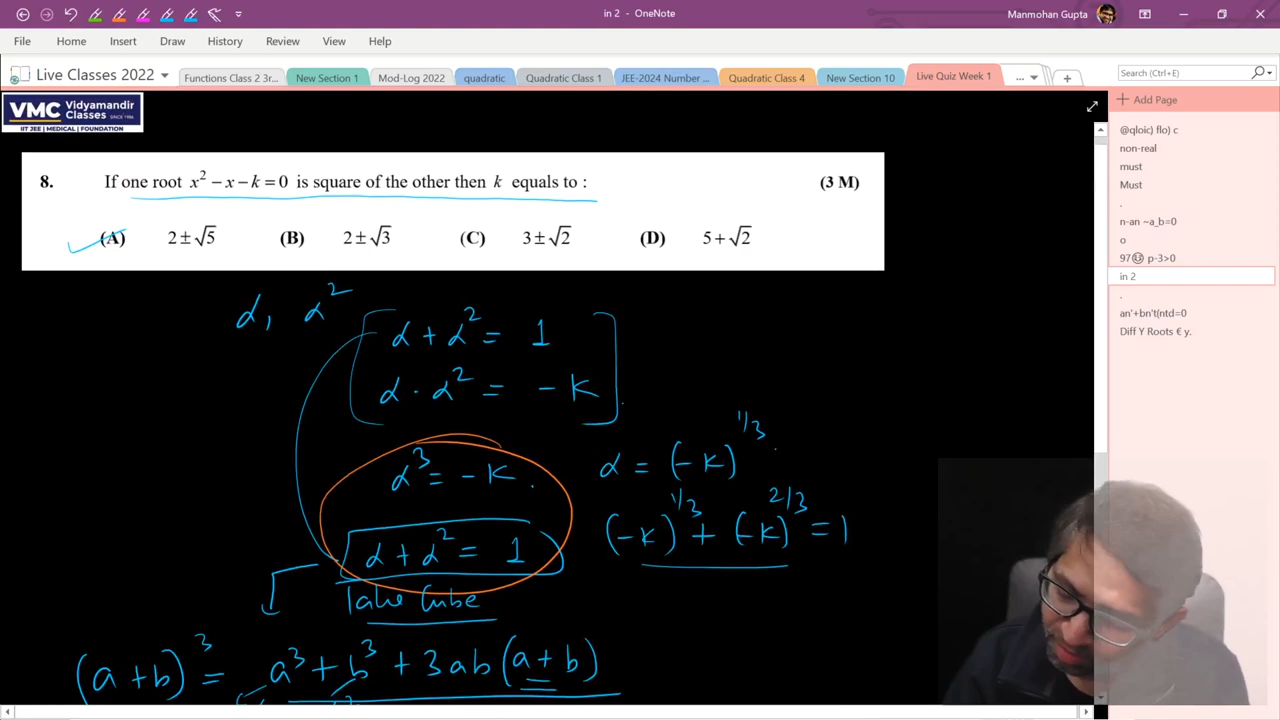 in 2 - OneNote
Manmohan Gupta
File Home Insert Draw History Review View Help
Live Classes 2022
Functions Class 2 3r... New Section 1 Mod-Log 2022 quadratic Quadratic Class 1 JEE-2024 Number ... Quadratic Class 4 New Section 10 Live Quiz Week 1 ...
Search (Ctrl+E)
Add Page
VMC Vidyamandir Classes
SINCE 1986
IIT JEE | MEDICAL | FOUNDATION
@qloic) flo) c
non-real
must
Must
.
n-an ~a_b=0
o
97☺ p-3>0
in 2
.
an'+bn't(ntd=0
Diff Y Roots € y.
8. If one root x² − x − k = 0 is square of the other then k equals to : (3 M)
(A) 2 ± √5 (B) 2 ± √3 (C) 3 ± √2 (D) 5 + √2
α, α²
α + α² = 1
α · α² = − k
α³ = − k
α = (− k)^1/3
α + α² = 1
(− k)^1/3 + (− k)^2/3 = 1
Take Cube
(a + b)³ = a³ + b³ + 3ab (a + b)